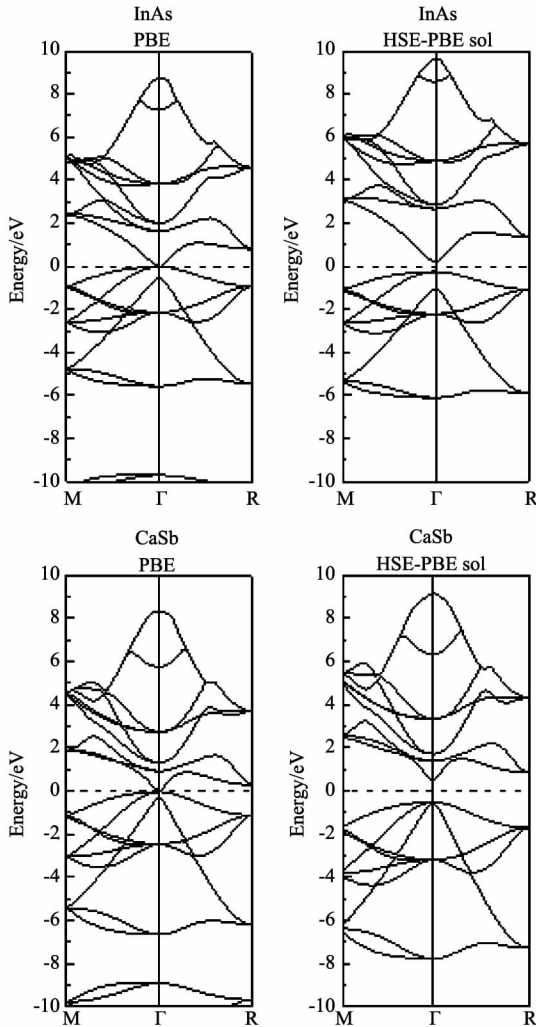 InAs
PBE
10
8
6
4
2
0
-2
-4
-6
-8
-10
Energy/eV
M Γ R
InAs
HSE-PBE sol
10
8
6
4
2
0
-2
-4
-6
-8
-10
Energy/eV
M Γ R
CaSb
PBE
10
8
6
4
2
0
-2
-4
-6
-8
-10
Energy/eV
M Γ R
CaSb
HSE-PBE sol
10
8
6
4
2
0
-2
-4
-6
-8
-10
Energy/eV
M Γ R